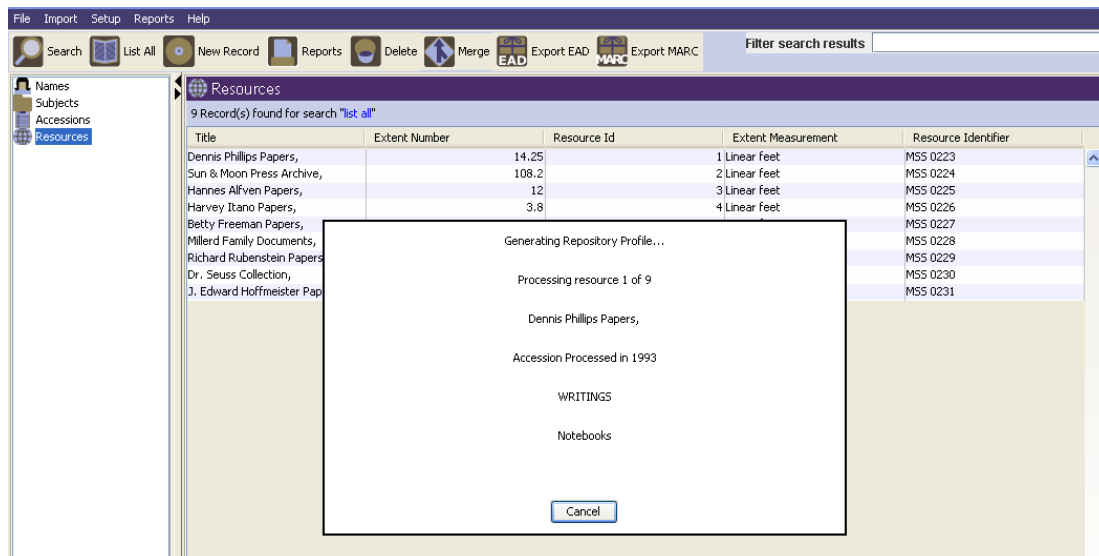 File Import Setup Reports Help
Search List All New Record Reports Delete Merge EAD Export EAD MARC Export MARC Filter search results
Names
Subjects
Accessions
Resources
Resources
9 Record(s) found for search "list all"
Title Extent Number Resource Id Extent Measurement Resource Identifier
Dennis Phillips Papers, 14.25 1 Linear feet MSS 0223
Sun & Moon Press Archive, 108.2 2 Linear feet MSS 0224
Hannes Alfven Papers, 12 3 Linear feet MSS 0225
Harvey Itano Papers, 3.8 4 Linear feet MSS 0226
Betty Freeman Papers, MSS 0227
Millerd Family Documents, MSS 0228
Richard Rubenstein Papers MSS 0229
Dr. Seuss Collection, MSS 0230
J. Edward Hoffmeister Pap MSS 0231
Generating Repository Profile...
Processing resource 1 of 9
Dennis Phillips Papers,
Accession Processed in 1993
WRITINGS
Notebooks
Cancel